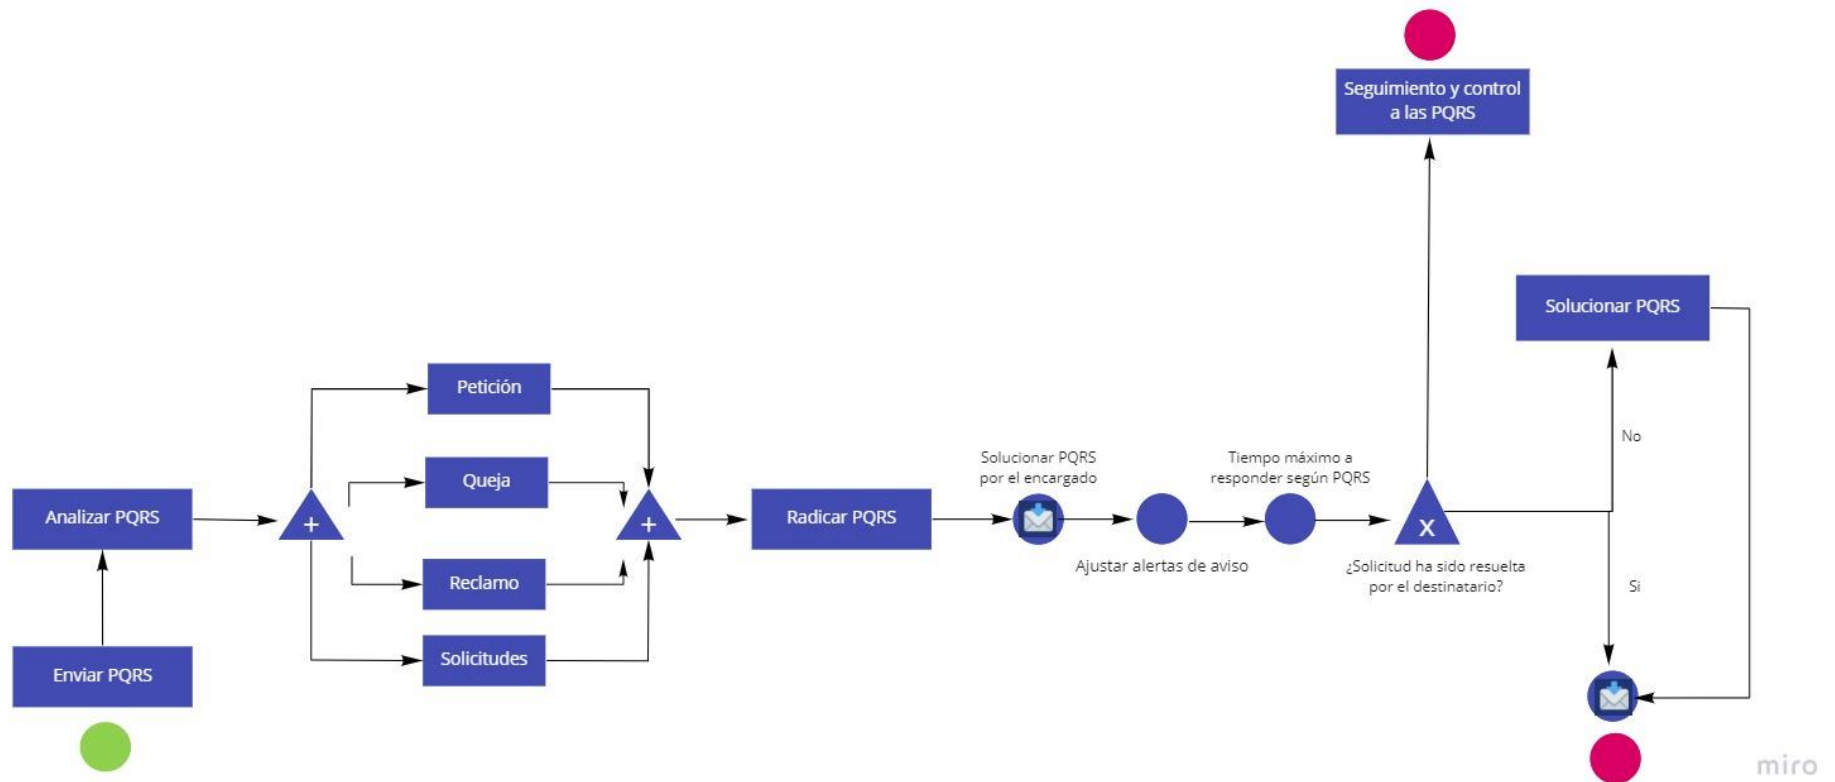 Seguimiento y control
a las PQRS
Solucionar PQRS
Petición
No
Solucionar PQRS
por el encargado
Tiempo máximo a
responder según PQRS
Queja
Analizar PQRS
+
+
Radicar PQRS
X
Ajustar alertas de aviso
¿Solicitud ha sido resuelta
por el destinatario?
Reclamo
Si
Solicitudes
Enviar PQRS
miro